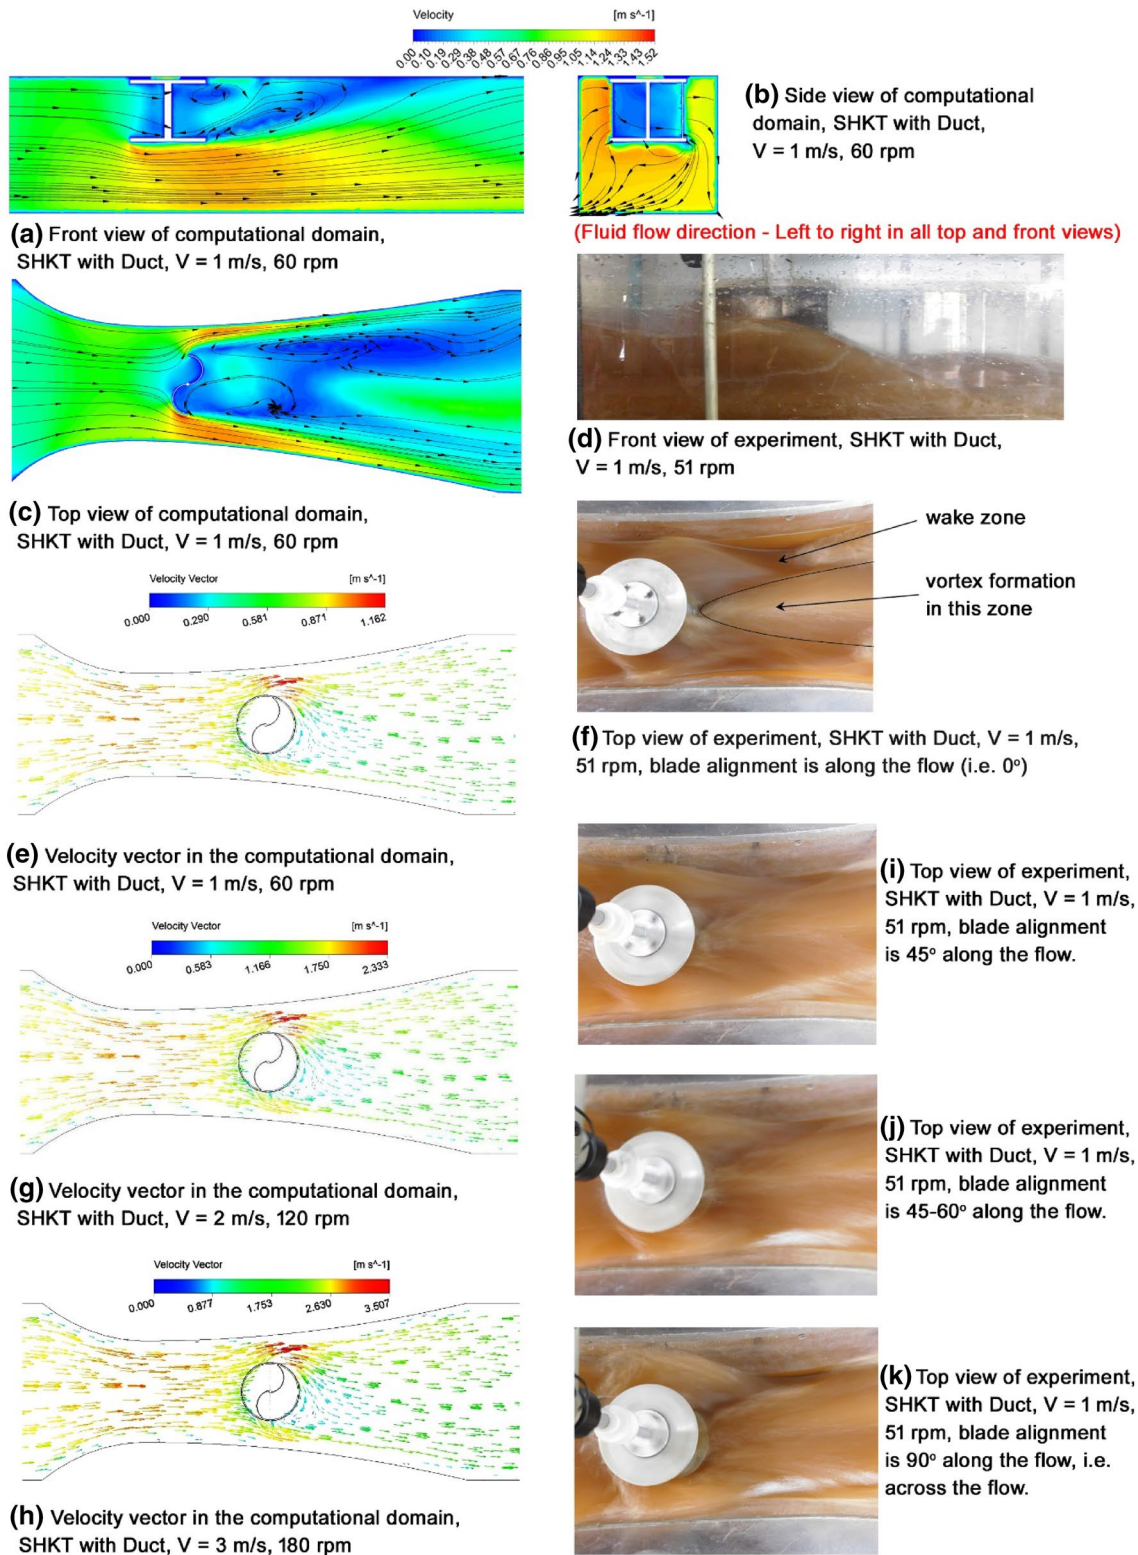 Velocity [m s^-1]
0.00 0.10 0.19 0.29 0.38 0.48 0.57 0.67 0.76 0.86 0.95 1.05 1.14 1.24 1.33 1.43 1.52
(a) Front view of computational domain,
SHKT with Duct, V = 1 m/s, 60 rpm
(b) Side view of computational
domain, SHKT with Duct,
V = 1 m/s, 60 rpm
(Fluid flow direction - Left to right in all top and front views)
(c) Top view of computational domain,
SHKT with Duct, V = 1 m/s, 60 rpm
(d) Front view of experiment, SHKT with Duct,
V = 1 m/s, 51 rpm
Velocity Vector [m s^-1]
0.000 0.290 0.581 0.871 1.162
(e) Velocity vector in the computational domain,
SHKT with Duct, V = 1 m/s, 60 rpm
wake zone
vortex formation
in this zone
(f) Top view of experiment, SHKT with Duct, V = 1 m/s,
51 rpm, blade alignment is along the flow (i.e. 0°)
Velocity Vector [m s^-1]
0.000 0.583 1.166 1.750 2.333
(g) Velocity vector in the computational domain,
SHKT with Duct, V = 2 m/s, 120 rpm
Velocity Vector [m s^-1]
0.000 0.877 1.753 2.630 3.507
(h) Velocity vector in the computational domain,
SHKT with Duct, V = 3 m/s, 180 rpm
(i) Top view of experiment,
SHKT with Duct, V = 1 m/s,
51 rpm, blade alignment
is 45° along the flow.
(j) Top view of experiment,
SHKT with Duct, V = 1 m/s,
51 rpm, blade alignment
is 45-60° along the flow.
(k) Top view of experiment,
SHKT with Duct, V = 1 m/s,
51 rpm, blade alignment
is 90° along the flow, i.e.
across the flow.